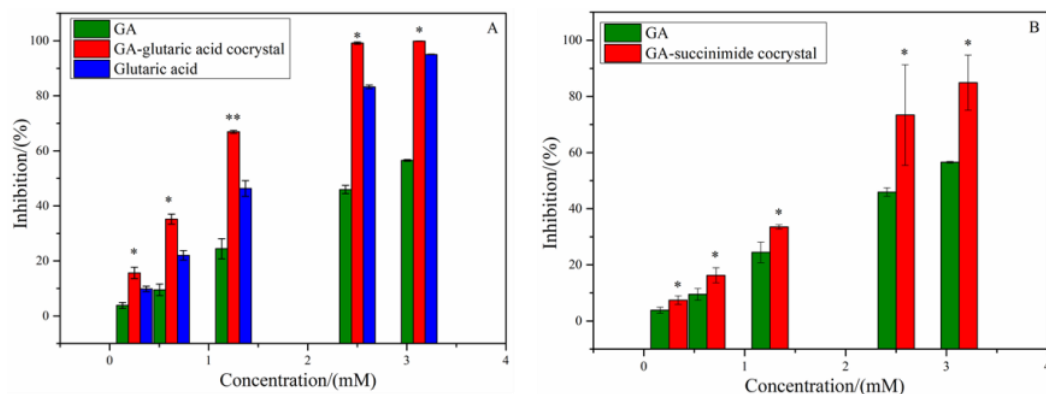 A
GA
GA-glutaric acid cocrystal
Glutaric acid
Inhibition/(%)
100
80
60
40
20
0
* * ** * *
0 1 2 3 4
Concentration/(mM)
B
GA
GA-succinimide cocrystal
Inhibition/(%)
100
80
60
40
20
0
* * * * *
0 1 2 3 4
Concentration/(mM)